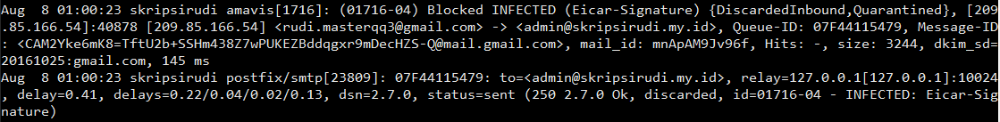 Aug  8 01:00:23 skripsirudi amavis[1716]: (01716-04) Blocked INFECTED (Eicar-Signature) {DiscardedInbound,Quarantined}, [209
.85.166.54]:40878 [209.85.166.54] <rudi.masterqq3@gmail.com> -> <admin@skripsirudi.my.id>, Queue-ID: 07F44115479, Message-ID
: <CAM2Yke6mK8=TftU2b+SSHm438Z7wPUKEZBddqgxr9mDecHZS-Q@mail.gmail.com>, mail_id: mnApAM9Jv96f, Hits: -, size: 3244, dkim_sd=
20161025:gmail.com, 145 ms
Aug  8 01:00:23 skripsirudi postfix/smtp[23809]: 07F44115479: to=<admin@skripsirudi.my.id>, relay=127.0.0.1[127.0.0.1]:10024
, delay=0.41, delays=0.22/0.04/0.02/0.13, dsn=2.7.0, status=sent (250 2.7.0 Ok, discarded, id=01716-04 - INFECTED: Eicar-Sig
nature)